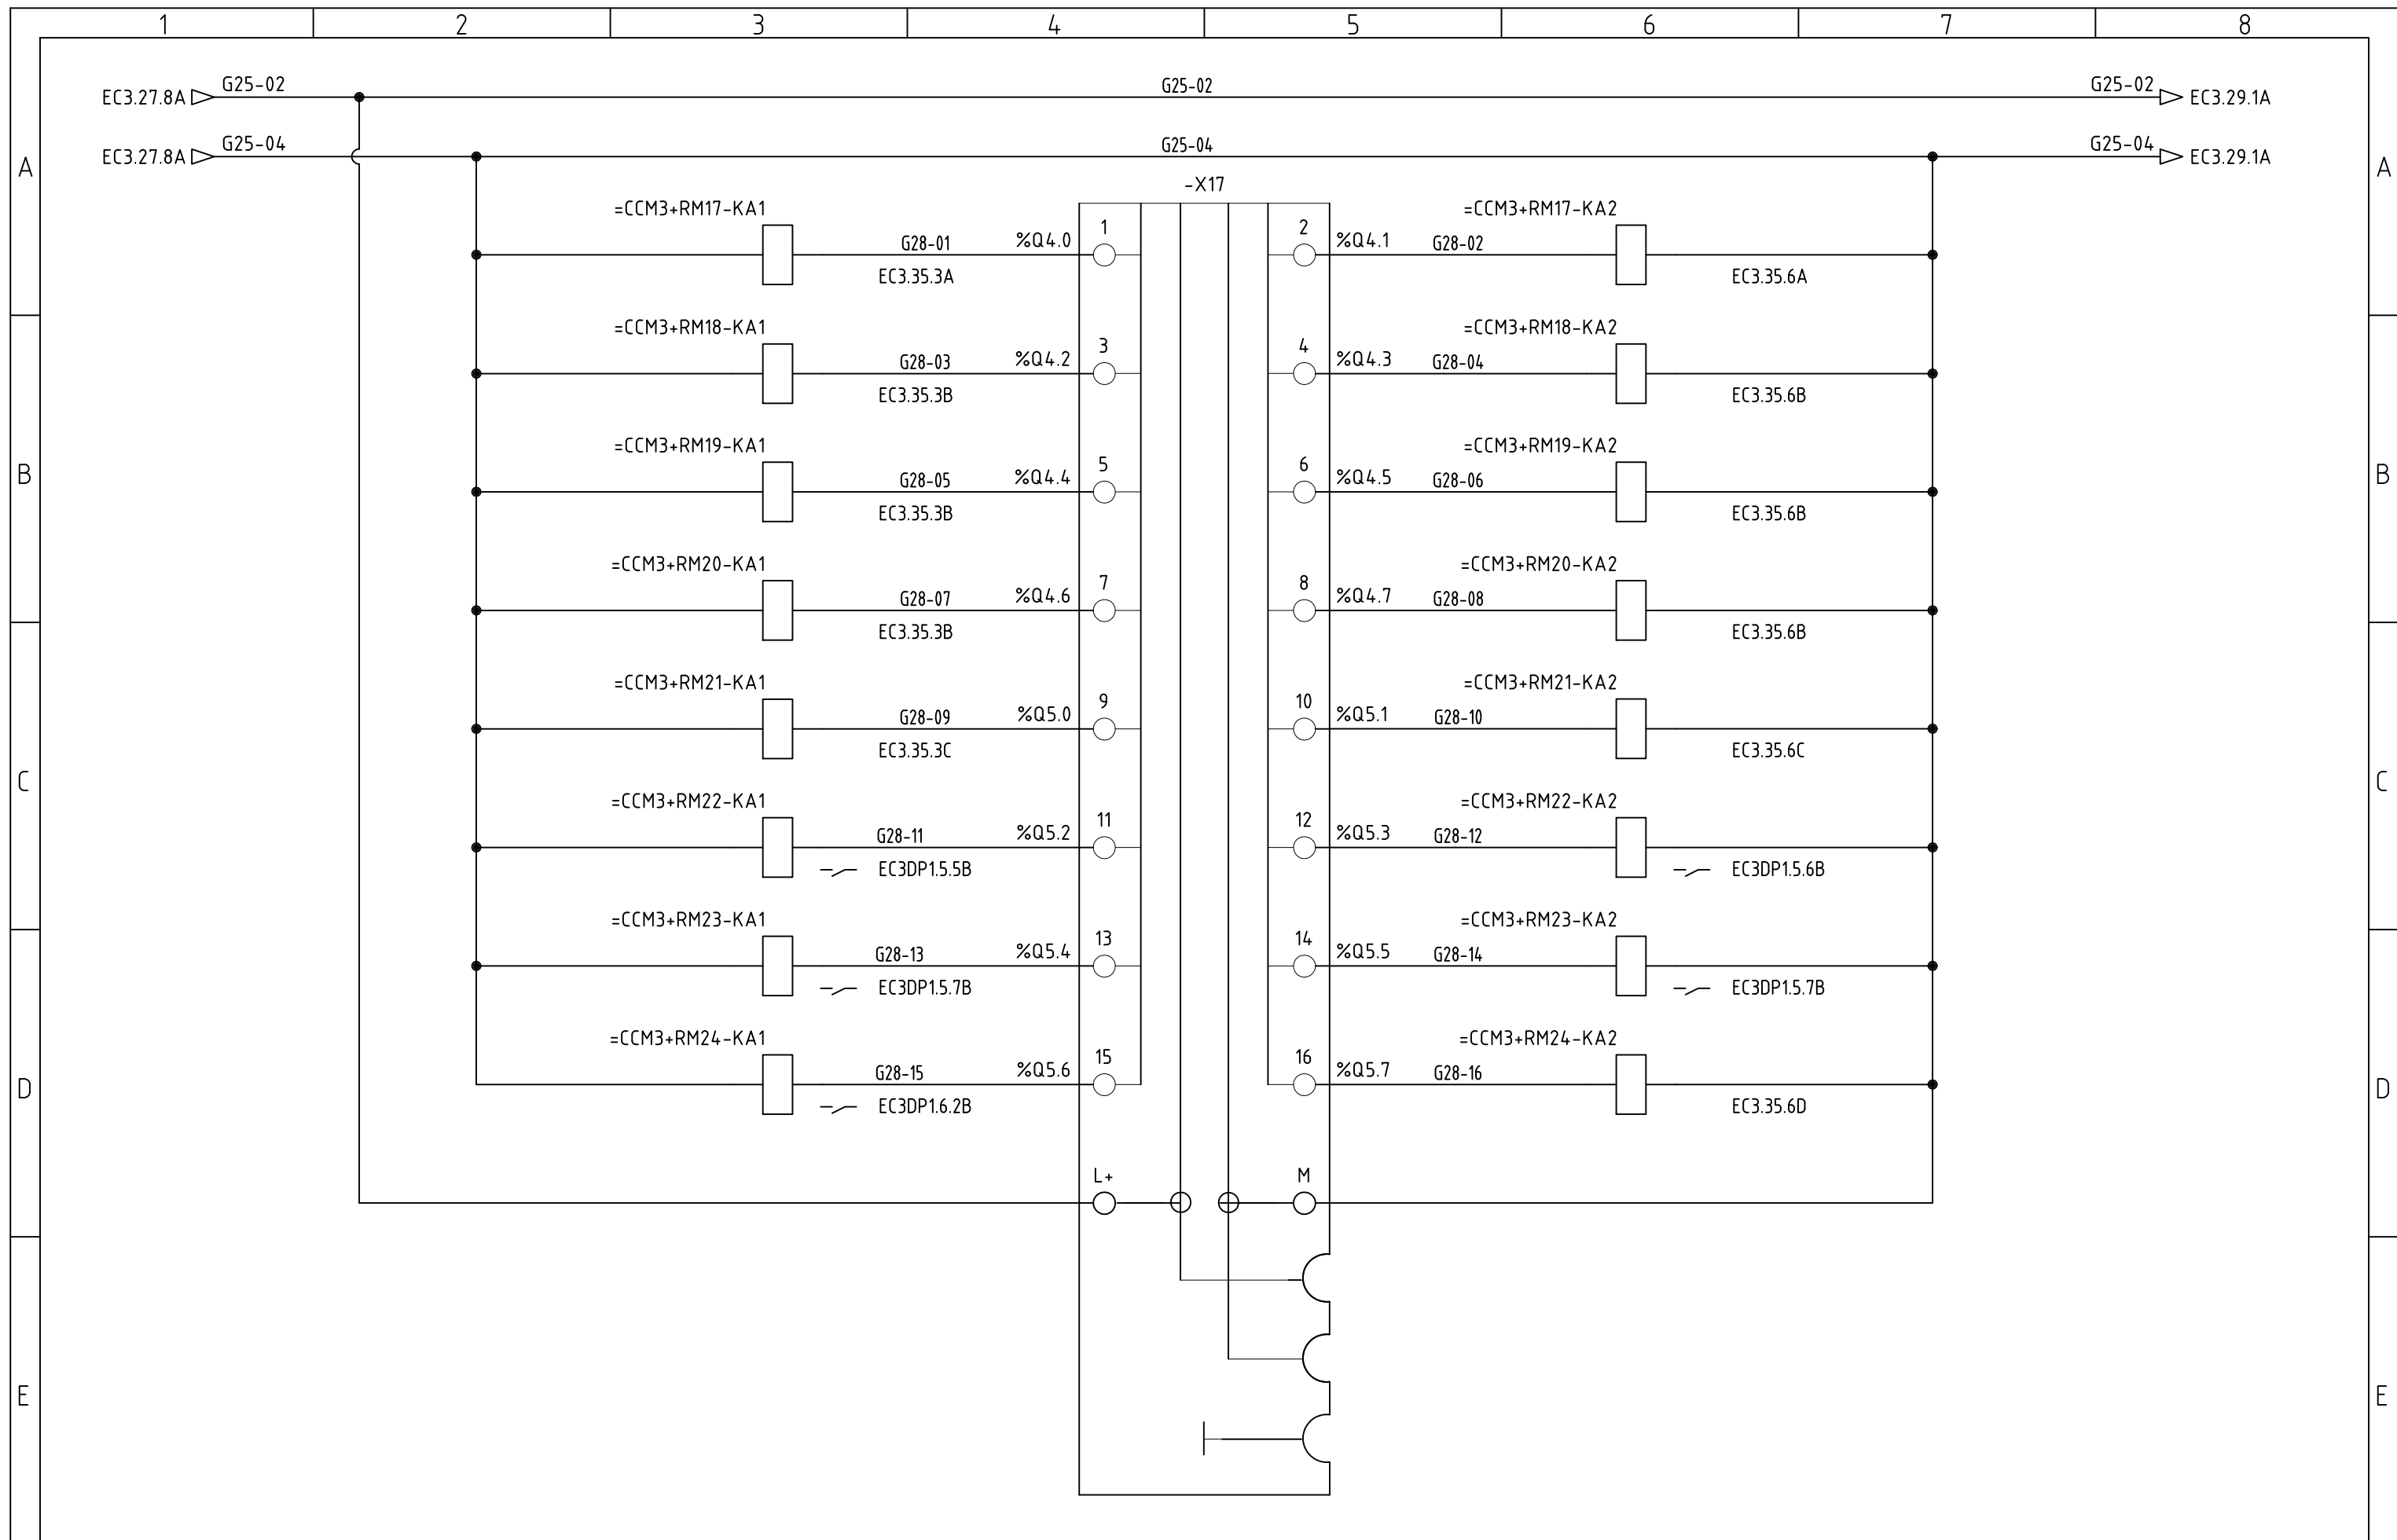 1 2 3 4 5 6 7 8
G25-02 G25-02 G25-02
EC3.27.8A EC3.29.1A
G25-04 G25-04 G25-04
EC3.27.8A EC3.29.1A
A A
-X17
=CCM3+RM17-KA1 =CCM3+RM17-KA2
1 2
G28-01 %Q4.0 %Q4.1 G28-02
EC3.35.3A EC3.35.6A
=CCM3+RM18-KA1 =CCM3+RM18-KA2
3 4
G28-03 %Q4.2 %Q4.3 G28-04
EC3.35.3B EC3.35.6B
=CCM3+RM19-KA1 =CCM3+RM19-KA2
5 6
B B
G28-05 %Q4.4 %Q4.5 G28-06
EC3.35.3B EC3.35.6B
=CCM3+RM20-KA1 =CCM3+RM20-KA2
7 8
G28-07 %Q4.6 %Q4.7 G28-08
EC3.35.3B EC3.35.6B
=CCM3+RM21-KA1 =CCM3+RM21-KA2
9 10
G28-09 %Q5.0 %Q5.1 G28-10
EC3.35.3C EC3.35.6C
C C
=CCM3+RM22-KA1 =CCM3+RM22-KA2
11 12
G28-11 %Q5.2 %Q5.3 G28-12
EC3DP1.5.5B EC3DP1.5.6B
=CCM3+RM23-KA1 =CCM3+RM23-KA2
13 14
G28-13 %Q5.4 %Q5.5 G28-14
EC3DP1.5.7B EC3DP1.5.7B
=CCM3+RM24-KA1 =CCM3+RM24-KA2
15 16
G28-15 %Q5.6 %Q5.7 G28-16
D D
EC3DP1.6.2B EC3.35.6D
L+ M
E E